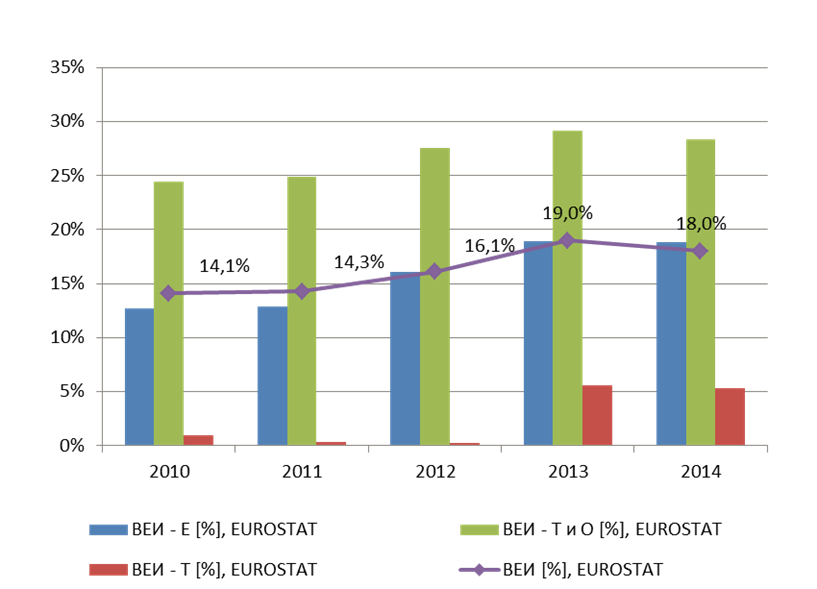 35%
30%
25%
20%
15%
10%
5%
0%
14,1%
14,3%
16,1%
19,0%
18,0%
2010 2011 2012 2013 2014
ВЕИ - Е [%], EUROSTAT
ВЕИ - Т и О [%], EUROSTAT
ВЕИ - Т [%], EUROSTAT
ВЕИ [%], EUROSTAT